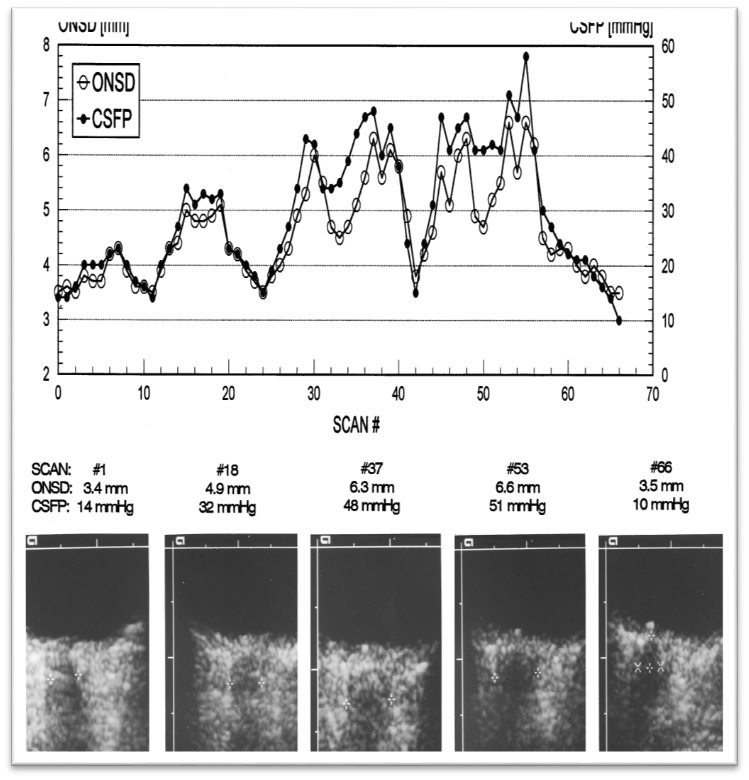 ONSD [mm]
CSFP [mmHg]
8
7
6
5
4
3
2
60
50
40
30
20
10
0
ONSD
CSFP
0 10 20 30 40 50 60 70
SCAN #
SCAN: #1 #18 #37 #53 #66
ONSD: 3.4 mm 4.9 mm 6.3 mm 6.6 mm 3.5 mm
CSFP: 14 mmHg 32 mmHg 48 mmHg 51 mmHg 10 mmHg